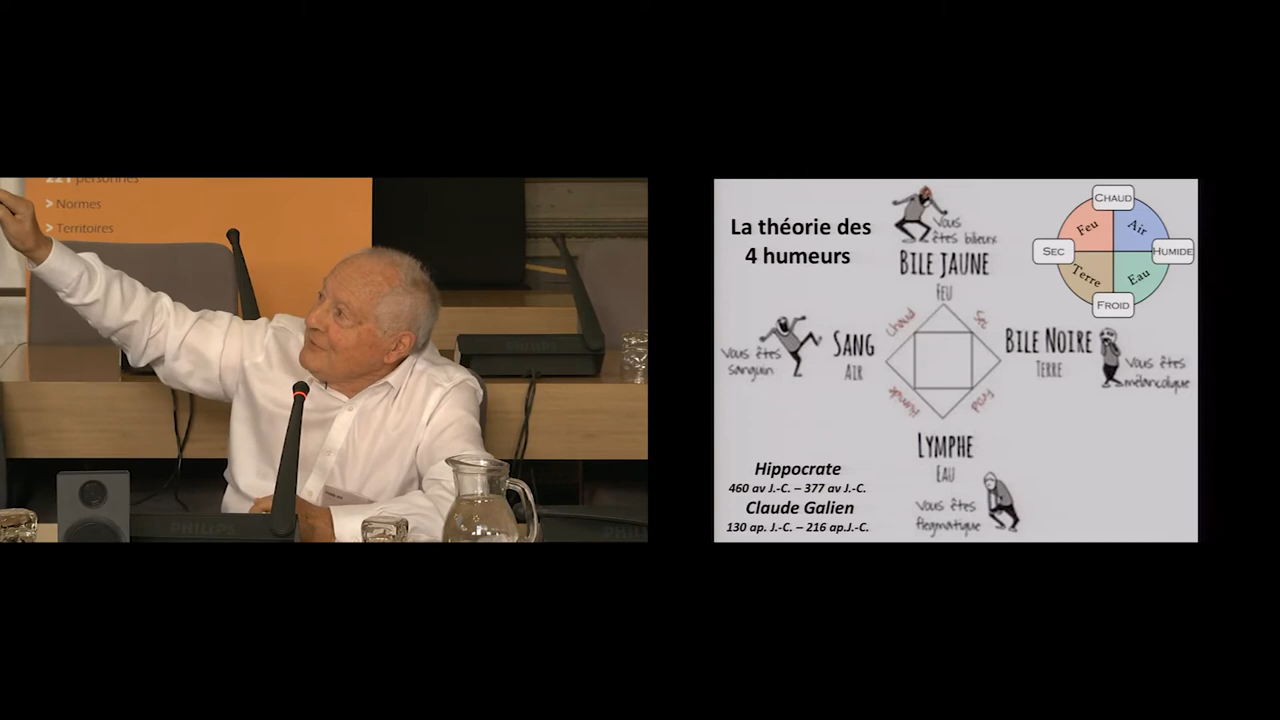 personnes
> Normes
> Territoires
PHILIPS
PHILIPS
La théorie des
4 humeurs
Vous
êtes bilieux
BILE JAUNE
FEU
Chaud
Sec
Vous êtes
sanguin
SANG
AIR
BILE NOIRE
TERRE
Vous êtes
mélancolique
Humide
Froid
LYMPHE
EAU
Vous êtes
flegmatique
CHAUD
Feu
Air
SEC
HUMIDE
Terre
Eau
FROID
Hippocrate
460 av J.-C. – 377 av J.-C.
Claude Galien
130 ap. J.-C. – 216 ap.J.-C.